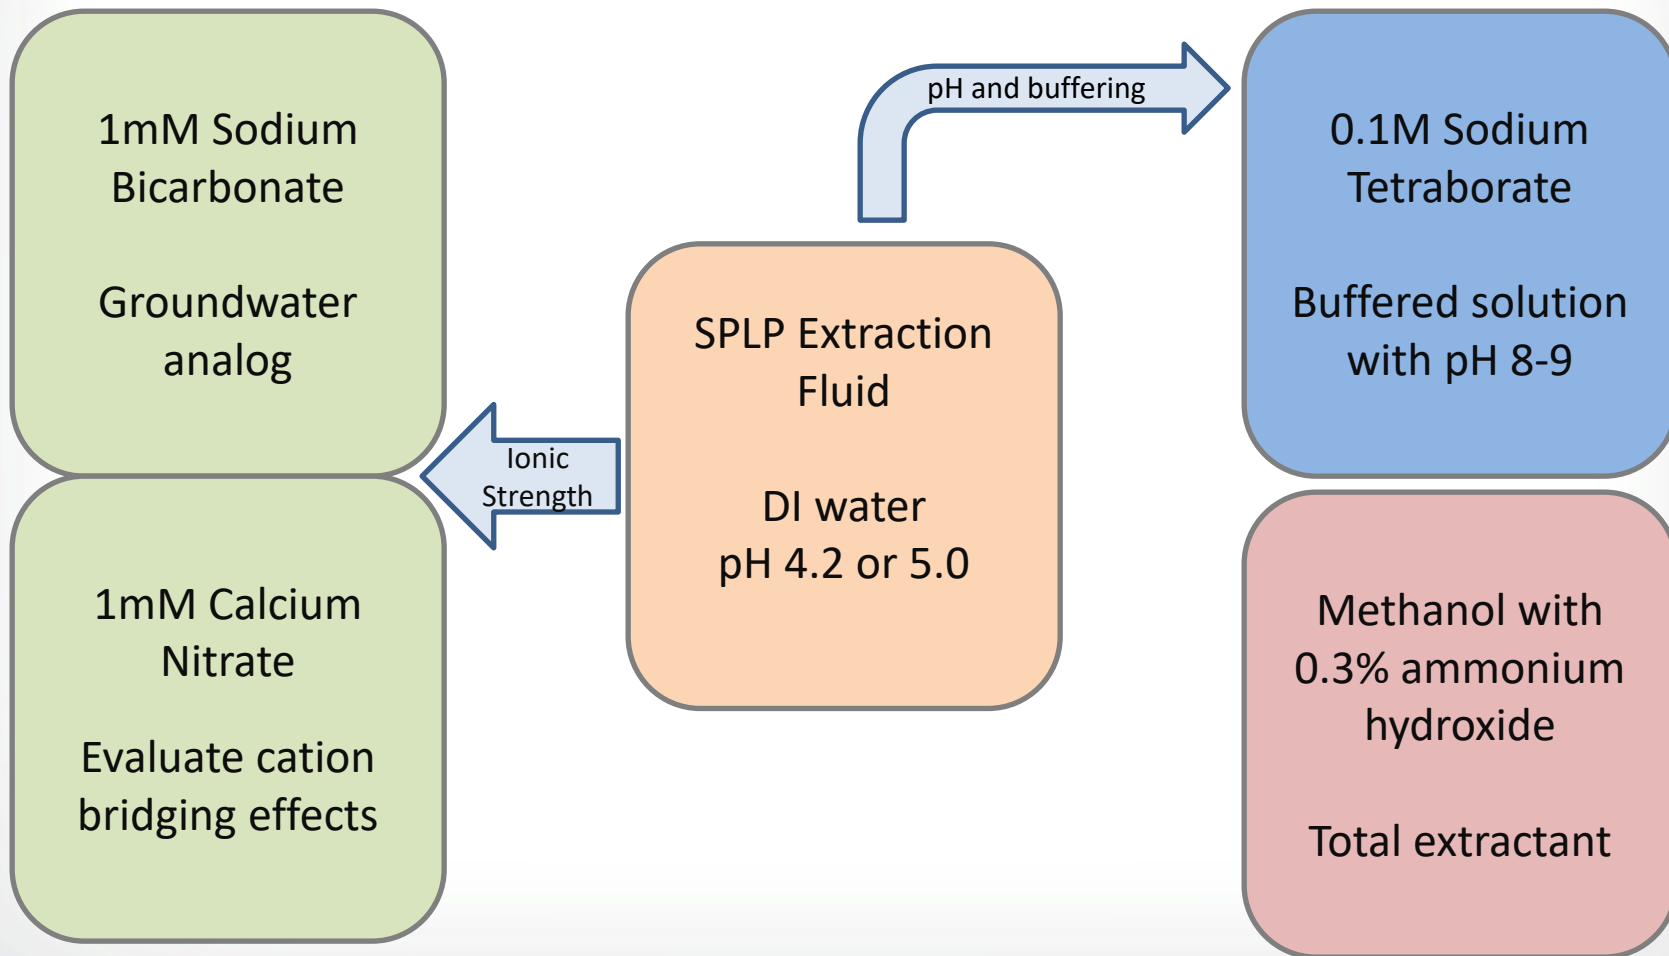 1mM Sodium
Bicarbonate
Groundwater
analog
1mM Calcium
Nitrate
Evaluate cation
bridging effects
Ionic
Strength
SPLP Extraction
Fluid
DI water
pH 4.2 or 5.0
pH and buffering
0.1M Sodium
Tetraborate
Buffered solution
with pH 8-9
Methanol with
0.3% ammonium
hydroxide
Total extractant